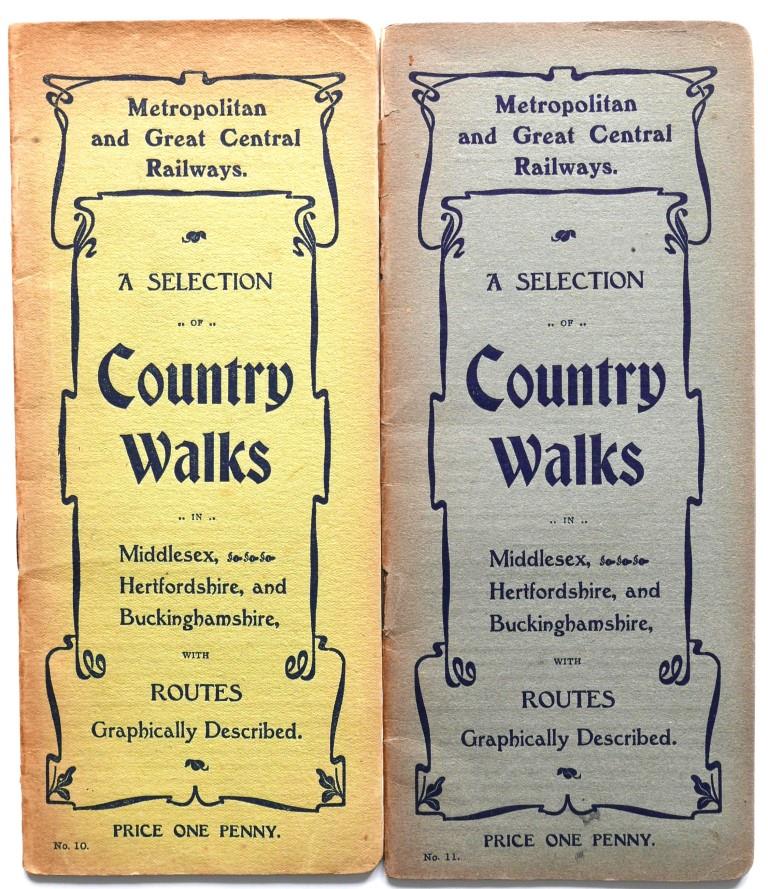 Metropolitan
and Great Central
Railways.
A SELECTION
.. OF ..
Country
Walks
.. IN ..
Middlesex,
Hertfordshire, and
Buckinghamshire,
WITH
ROUTES
Graphically Described.
PRICE ONE PENNY.
No. 10.
Metropolitan
and Great Central
Railways.
A SELECTION
.. OF ..
Country
Walks
.. IN ..
Middlesex,
Hertfordshire, and
Buckinghamshire,
WITH
ROUTES
Graphically Described.
PRICE ONE PENNY.
No. 11.